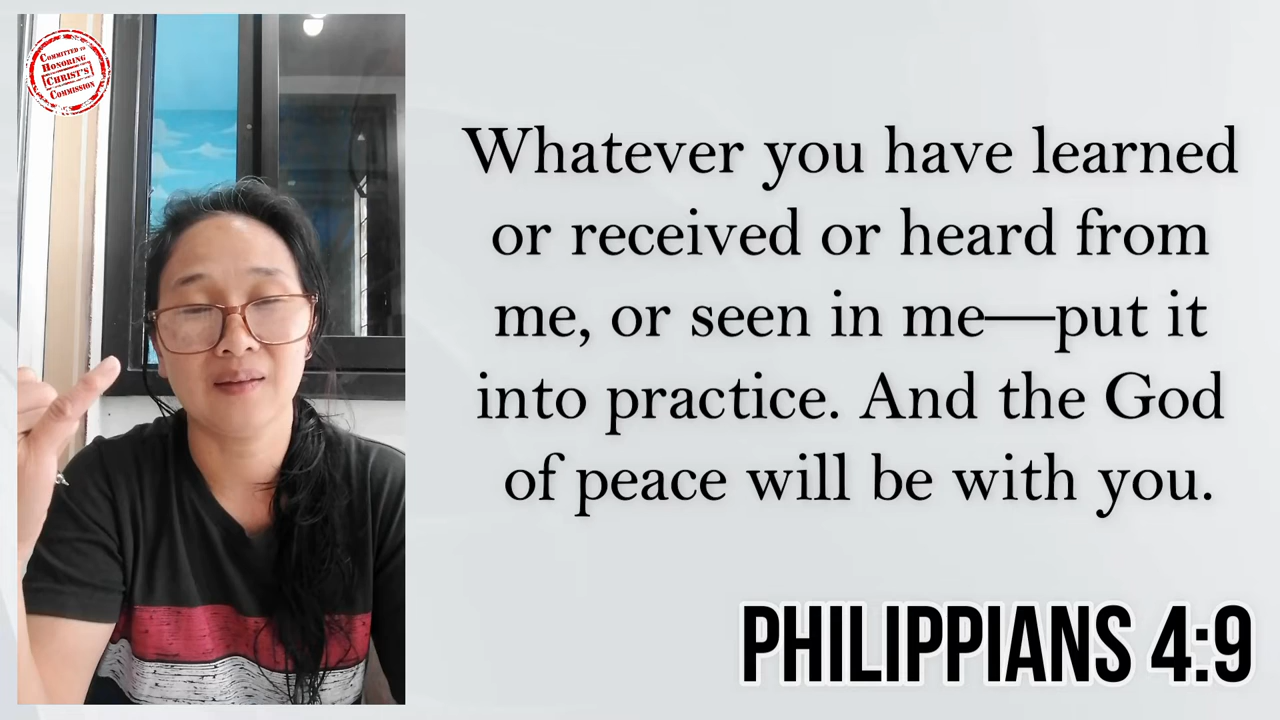 COMMITTED TO
HONORING
CHRIST'S
COMMISSION
Whatever you have learned
or received or heard from
me, or seen in me—put it
into practice. And the God
of peace will be with you.
PHILIPPIANS 4:9